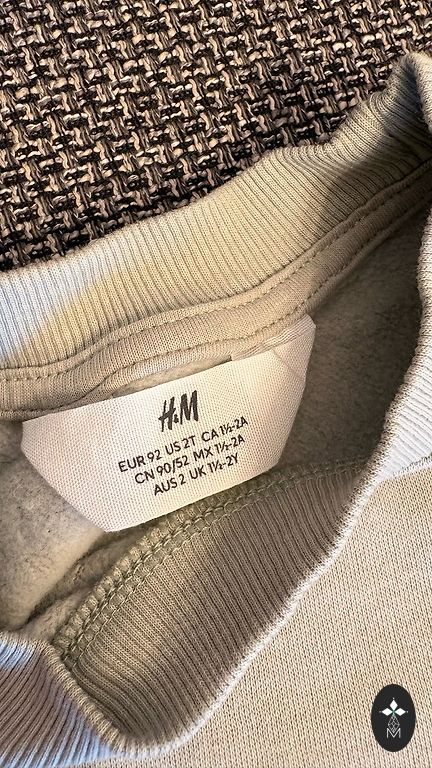 H&M
EUR 92 US 2T CA 1½-2A
CN 90/52 MX 1½-2A
AUS 2 UK 1½-2Y